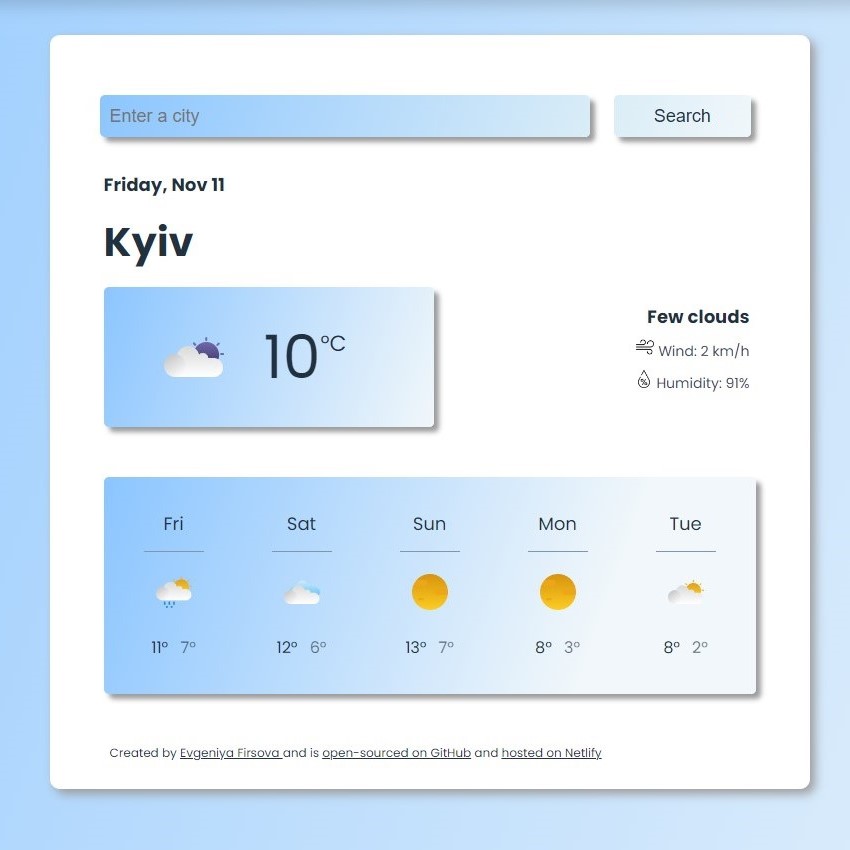 Enter a city
Search
Friday, Nov 11
Kyiv
10°C
Few clouds
Wind: 2 km/h
Humidity: 91%
Fri Sat Sun Mon Tue
11° 7° 12° 6° 13° 7° 8° 3° 8° 2°
Created by Evgeniya Firsova and is open-sourced on GitHub and hosted on Netlify